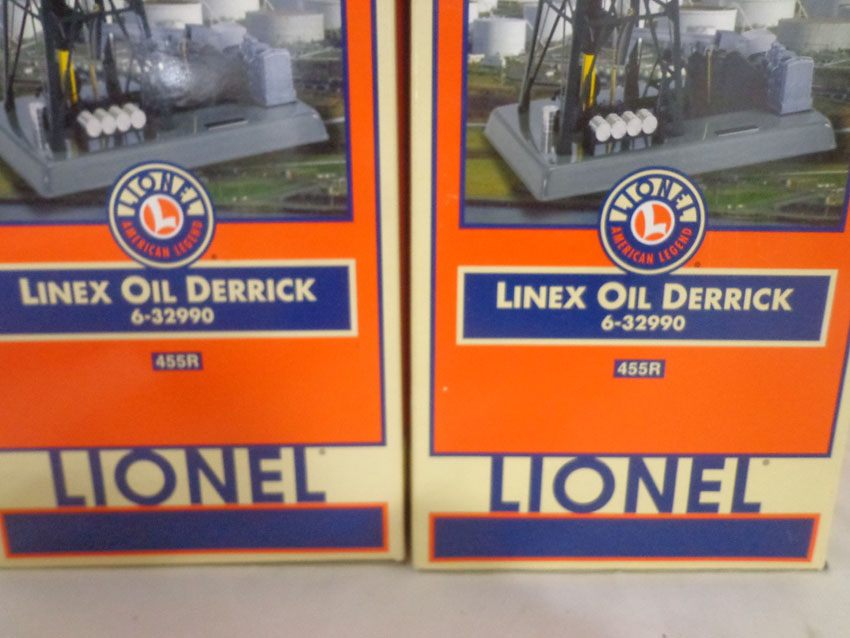 LIONEL
L
AMERICAN LEGEND
LINEX OIL DERRICK
6-32990
455R
LIONEL
LIONEL
L
AMERICAN LEGEND
LINEX OIL DERRICK
6-32990
455R
LIONEL